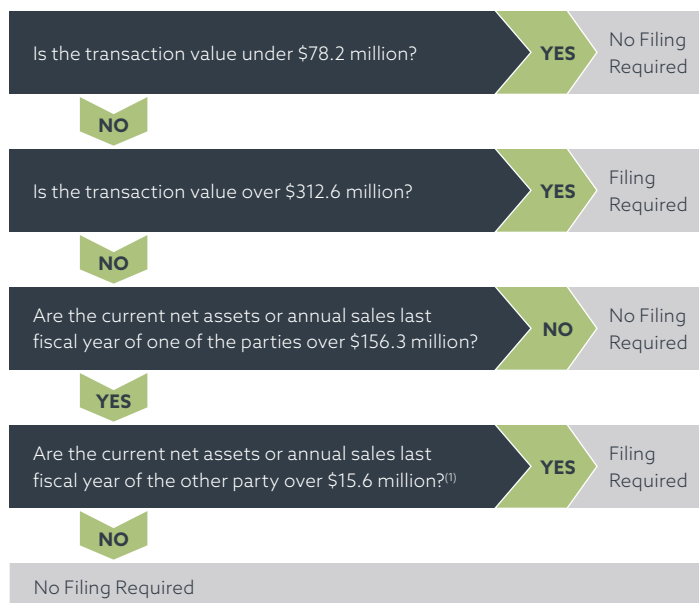 Is the transaction value under $78.2 million?
YES
No Filing
Required
NO
Is the transaction value over $312.6 million?
YES
Filing
Required
NO
Are the current net assets or annual sales last
fiscal year of one of the parties over $156.3 million?
NO
No Filing
Required
YES
Are the current net assets or annual sales last
fiscal year of the other party over $15.6 million?(1)
YES
Filing
Required
NO
No Filing Required